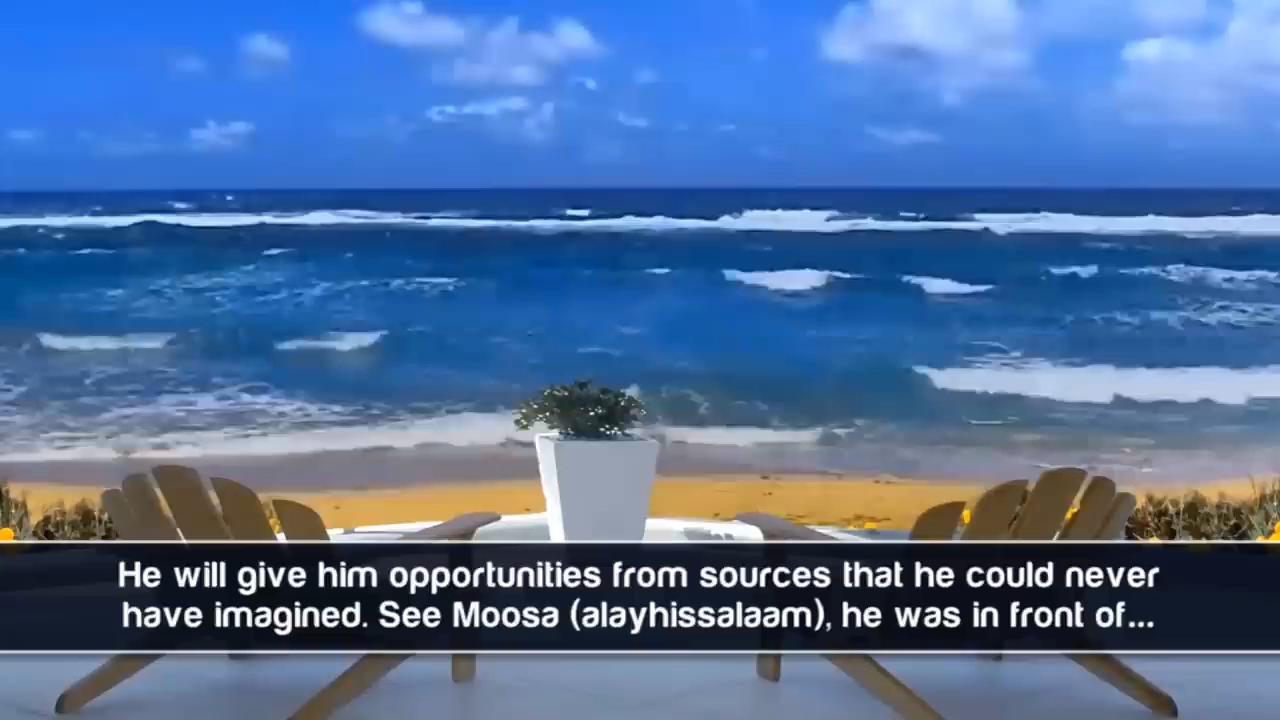 He will give him opportunities from sources that he could never
have imagined. See Moosa (alayhissalaam), he was in front of...